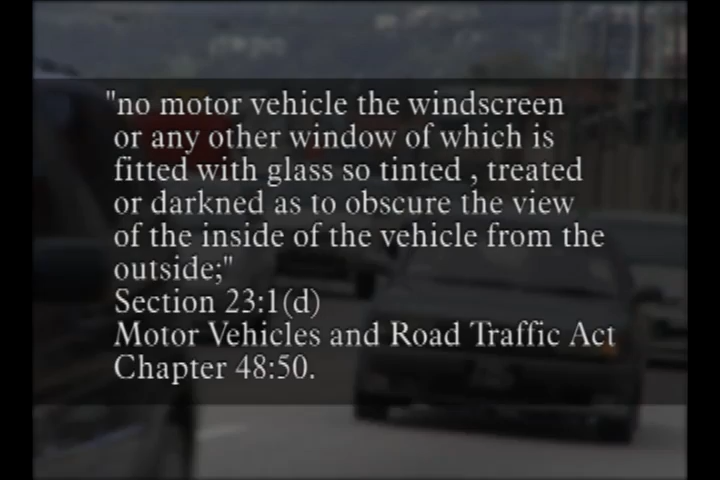 "no motor vehicle the windscreen
or any other window of which is
fitted with glass so tinted , treated
or darkned as to obscure the view
of the inside of the vehicle from the
outside;"
Section 23:1(d)
Motor Vehicles and Road Traffic Act
Chapter 48:50.